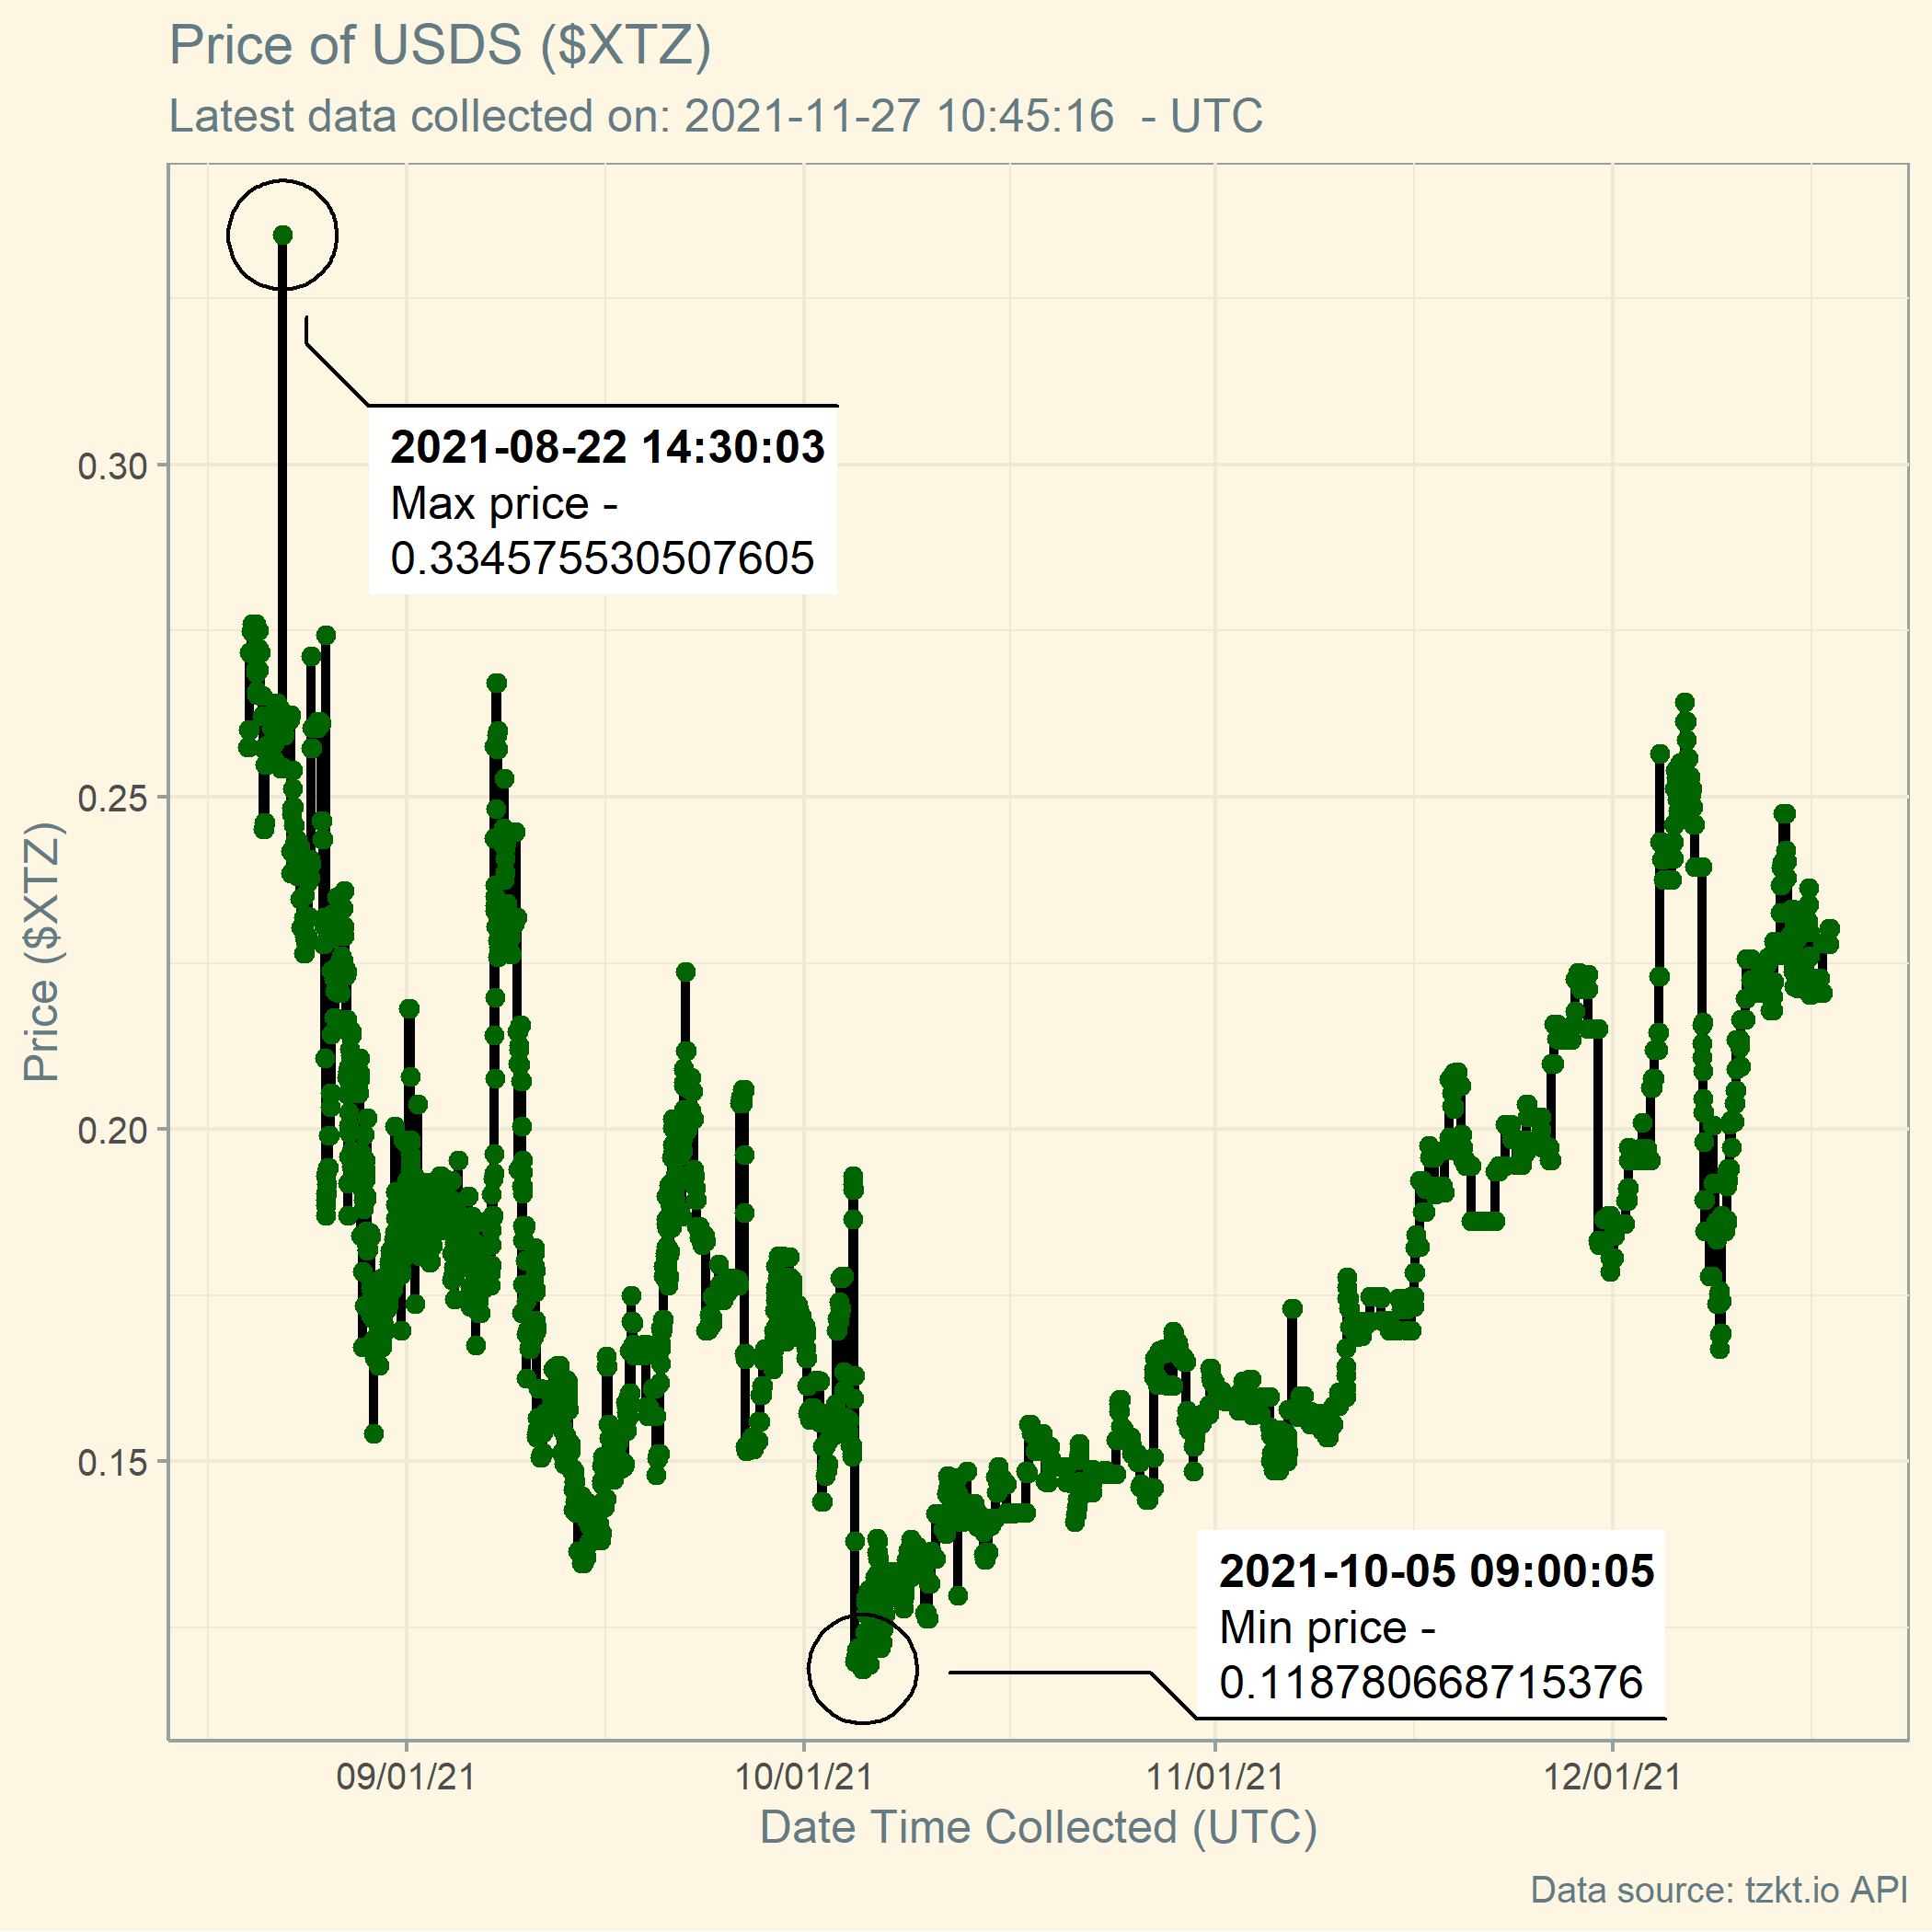 Price of USDS ($XTZ)
Latest data collected on: 2021-11-27 10:45:16  - UTC
2021-08-22 14:30:03
Max price -
0.334575530507605
0.30
0.25
0.20
0.15
Price ($XTZ)
2021-10-05 09:00:05
Min price -
0.118780668715376
09/01/21
10/01/21
11/01/21
12/01/21
Date Time Collected (UTC)
Data source: tzkt.io API